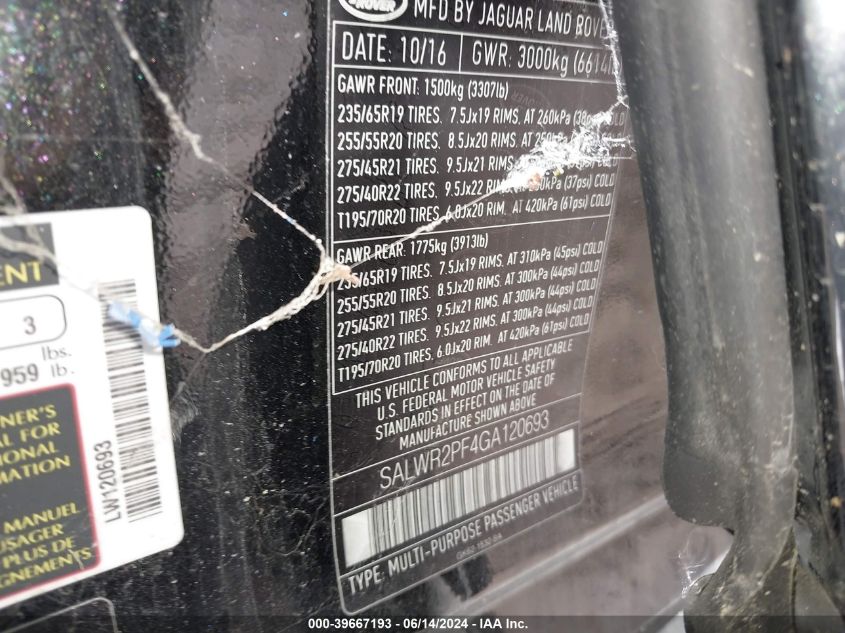 ROVER
MFD BY JAGUAR LAND ROVE
DATE: 10/16 GWR: 3000kg (6614lb
GAWR FRONT: 1500kg (3307lb)
235/65R19 TIRES. 7.5Jx19 RIMS. AT 260kPa (38psi)
255/55R20 TIRES. 8.5Jx20 RIMS. AT 250kPa
275/45R21 TIRES. 9.5Jx21 RIMS. COLD
275/40R22 TIRES. 9.5Jx22 RIMS. (37psi) COLD
T195/70R20 TIRES. 6.0Jx20 RIM. AT 420kPa (61psi) COLD
GAWR REAR: 1775kg (3913lb)
235/65R19 TIRES. 7.5Jx19 RIMS. AT 310kPa (45psi) COLD
255/55R20 TIRES. 8.5Jx20 RIMS. AT 300kPa (44psi) COLD
275/45R21 TIRES. 9.5Jx21 RIMS. AT 300kPa (44psi) COLD
275/40R22 TIRES. 9.5Jx22 RIMS. AT 300kPa (44psi) COLD
T195/70R20 TIRES. 6.0Jx20 RIM. AT 420kPa (61psi) COLD
THIS VEHICLE CONFORMS TO ALL APPLICABLE
U.S. FEDERAL MOTOR VEHICLE SAFETY
STANDARDS IN EFFECT ON THE DATE OF
MANUFACTURE SHOWN ABOVE
SALWR2PF4GA120693
TYPE: MULTI-PURPOSE PASSENGER VEHICLE
ENT
3
lbs.
959 lb.
NER'S
AL FOR
IONAL
RMATION
MANUEL
USAGER
PLUS DE
GNEMENTS
LW120693
000-39667193 - 06/14/2024 - IAA Inc.